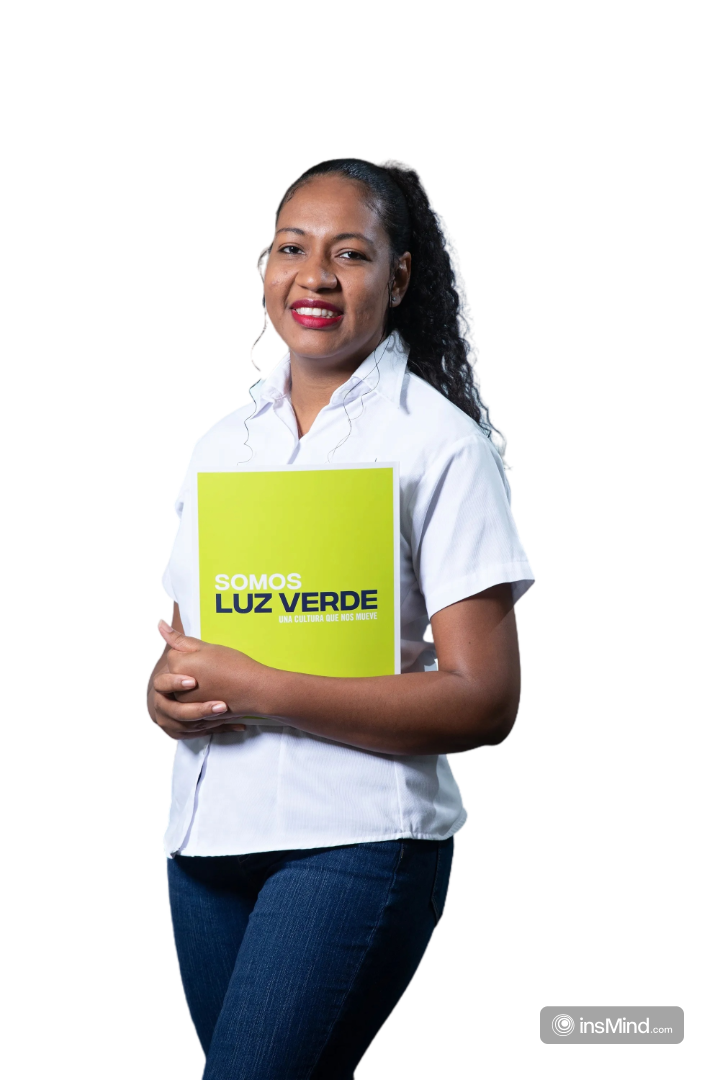 SOMOS
LUZ VERDE
UNA CULTURA QUE NOS MUEVE
insMind.com